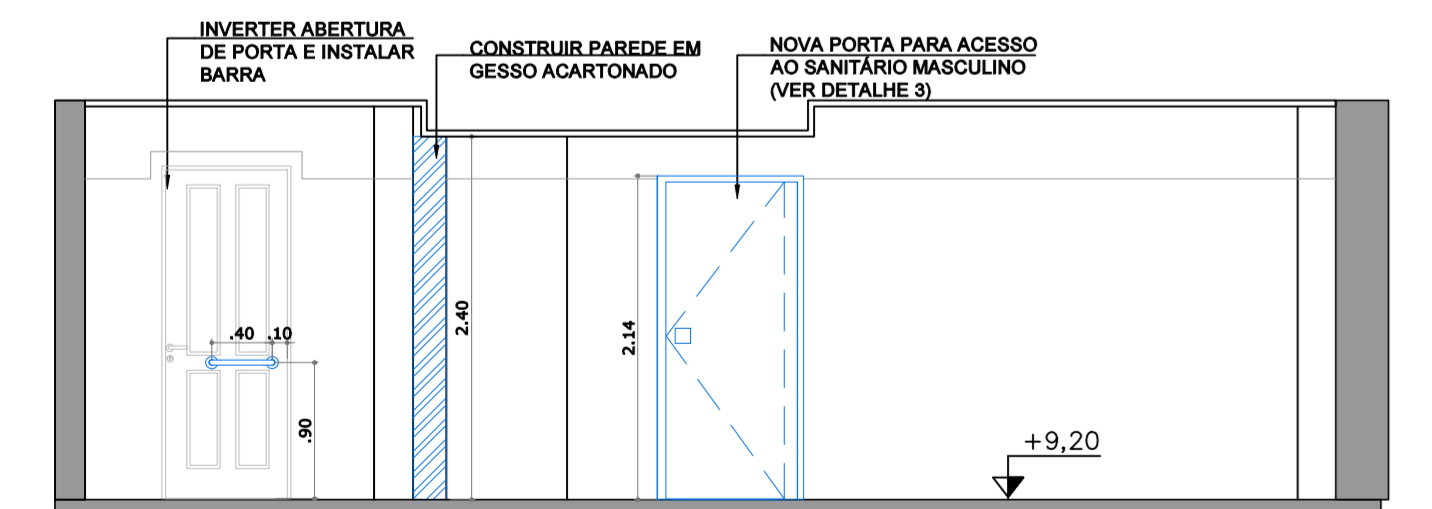 INVERTER ABERTURA
DE PORTA E INSTALAR
BARRA
CONSTRUIR PAREDE EM
GESSO ACARTONADO
NOVA PORTA PARA ACESSO
AO SANITÁRIO MASCULINO
(VER DETALHE 3)
.40
.10
.90
2.40
2.14
+9,20